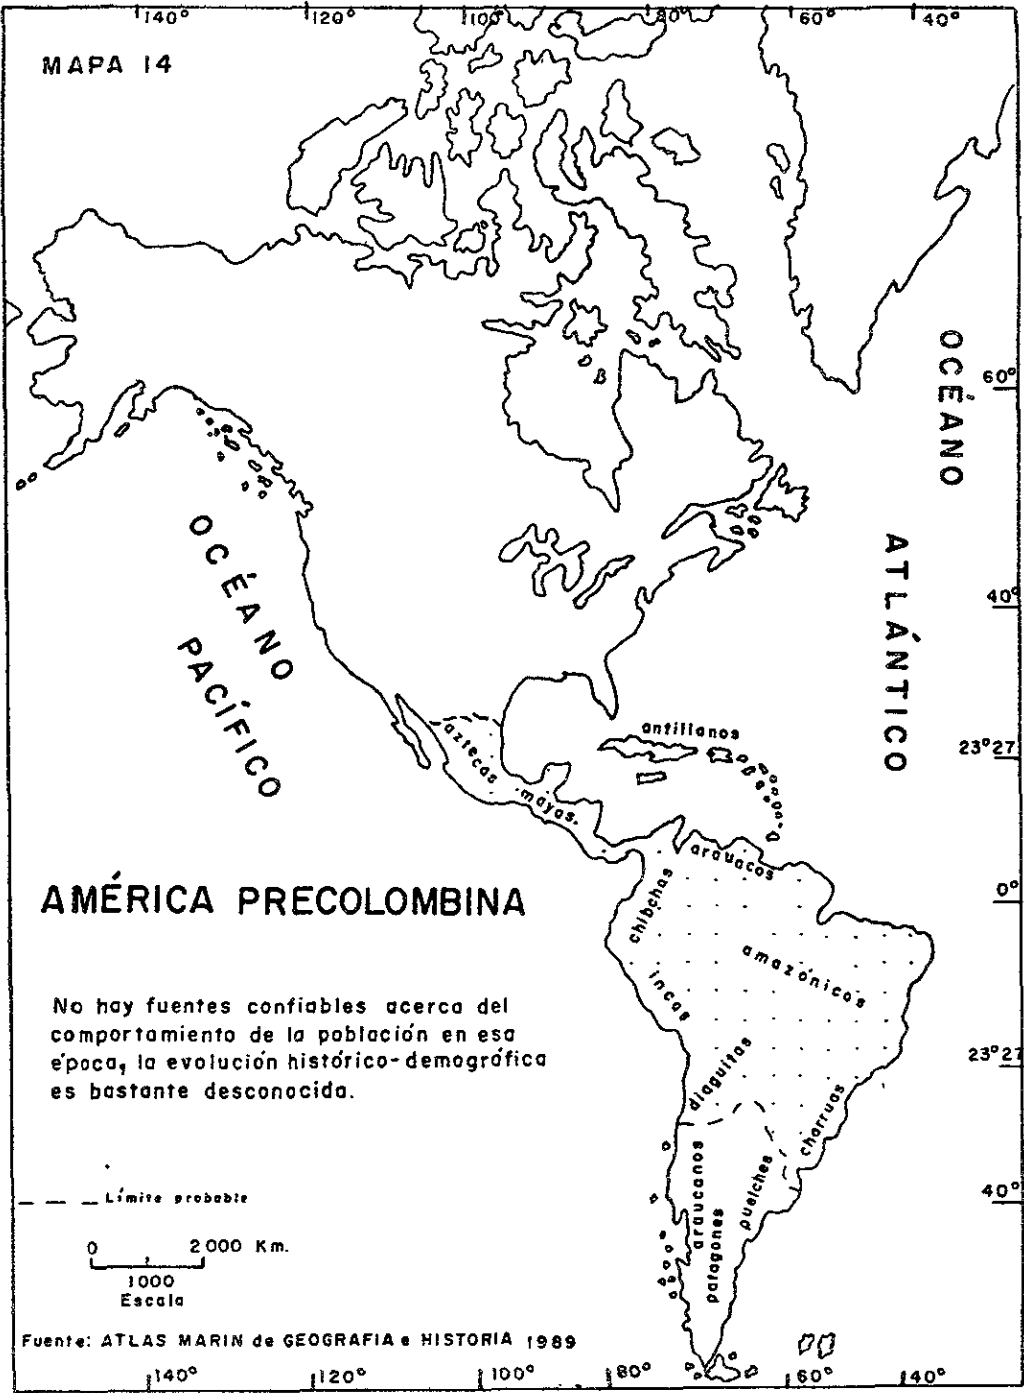 140° 120° 100° 80° 60° 40°
MAPA 14
OCÉANO
ATLÁNTICO
60°
OCÉANO
PACÍFICO
40°
antillanos
23°27
aztecas
mayas
arauacos
AMÉRICA PRECOLOMBINA
0°
chibchas
amazónicos
incas
No hay fuentes confiables acerca del
comportamiento de la población en esa
época, la evolución histórico-demográfica
es bastante desconocida.
23°27
diaguitas
charruas
araucanos
puelches
patagones
40°
Límite probable
0 2000 Km.
1000
Escala
Fuente: ATLAS MARIN de GEOGRAFIA e HISTORIA 1989
140° 120° 100° 80° 60° 40°